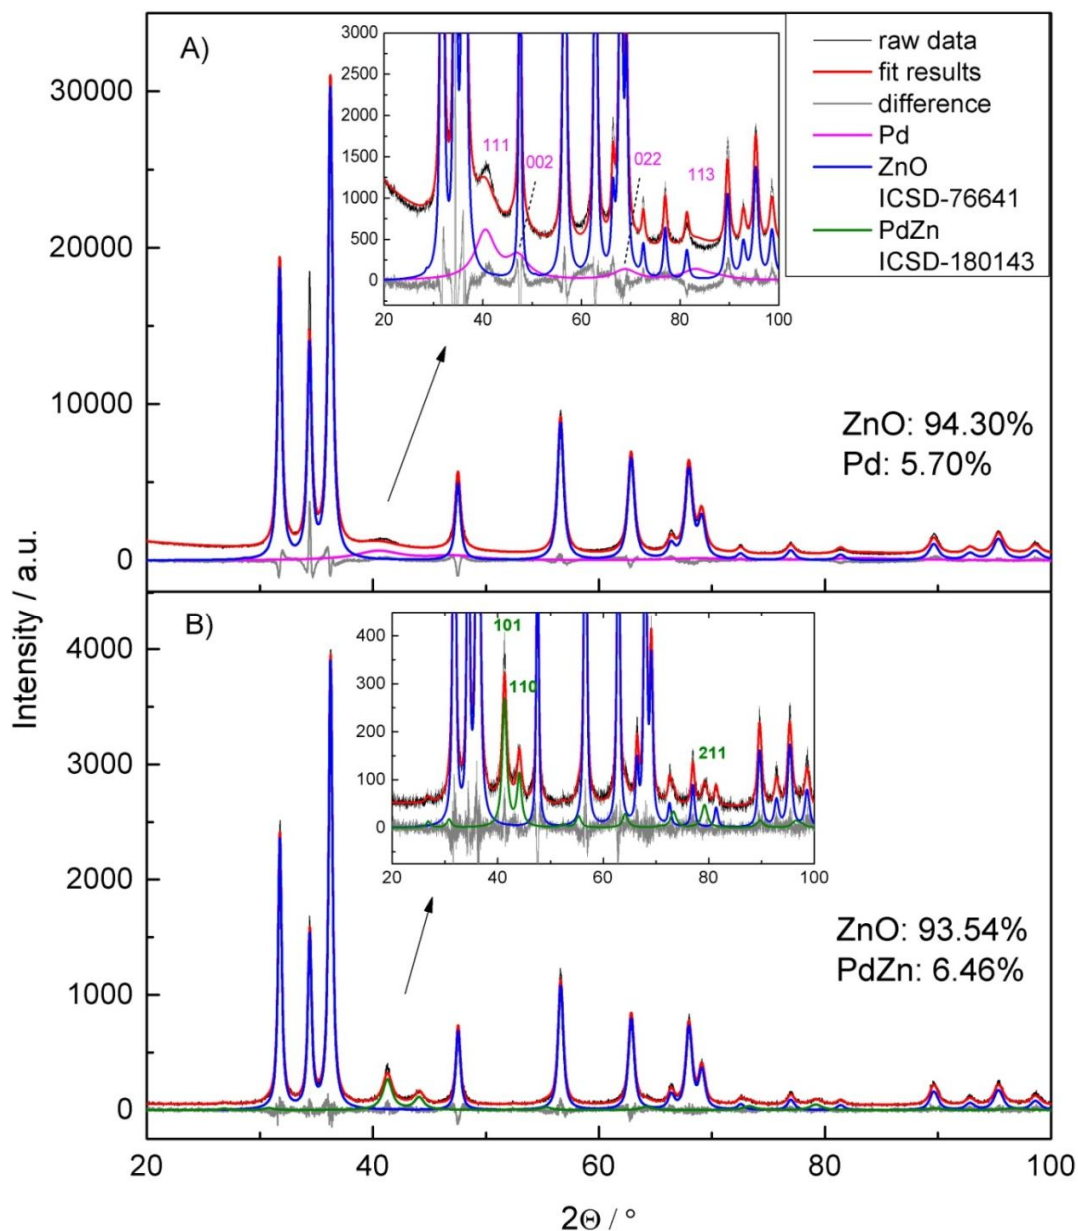 A)
raw data
fit results
difference
Pd
ZnO
ICSD-76641
PdZn
ICSD-180143
3000
2500
2000
1500
1000
500
0
111
002
022
113
20 40 60 80 100
30000
20000
10000
0
ZnO: 94.30%
Pd: 5.70%
Intensity / a.u.
B)
400
300
200
100
0
101
110
211
20 40 60 80 100
4000
3000
2000
1000
0
ZnO: 93.54%
PdZn: 6.46%
20 40 60 80 100
2Θ / °